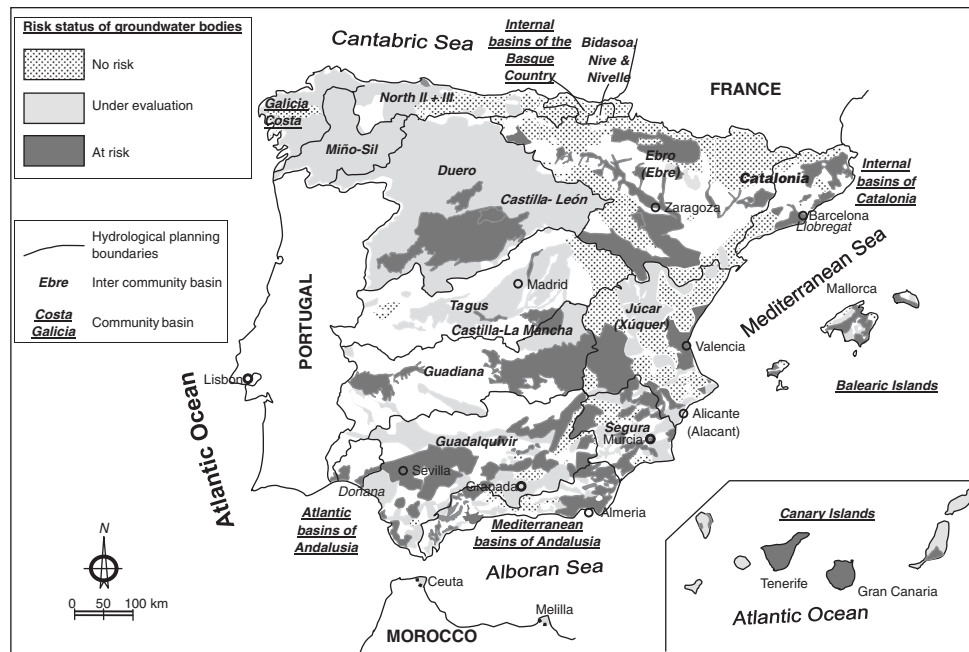 Risk status of groundwater bodies
No risk
Under evaluation
At risk
Hydrological planning
boundaries
Ebre
Inter community basin
Costa
Galicia
Community basin
Cantabric Sea
Internal
basins of the
Basque
Country
Bidasoa,
Nive &
Nivelle
FRANCE
Galicia
Costa
North II + III
Miño-Sil
Duero
Castilla- León
Ebro
(Ebre)
Zaragoza
Catalonia
Internal
basins of
Catalonia
Barcelona
Llobregat
Mediterranean Sea
Mallorca
Balearic Islands
Madrid
Tagus
Castilla-La Mancha
Júcar
(Xúquer)
Valencia
PORTUGAL
Lisbon
Atlantic Ocean
Guadiana
Alicante
(Alacant)
Segura
Murcia
Guadalquivir
Sevilla
Granada
Doñana
Almeria
Atlantic
basins of
Andalusia
Mediterranean
basins of Andalusia
Alboran Sea
Ceuta
Melilla
MOROCCO
N
0 50 100 km
Canary Islands
Tenerife
Gran Canaria
Atlantic Ocean